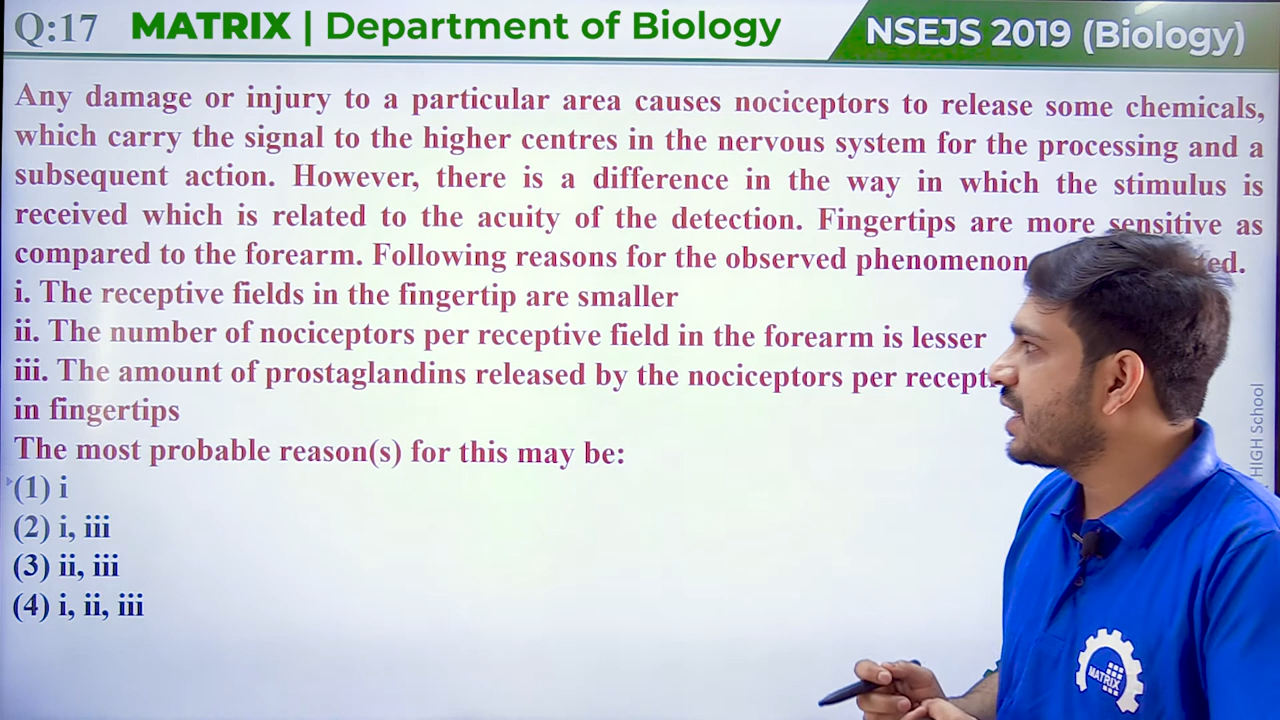 Q:17 MATRIX | Department of Biology NSEJS 2019 (Biology)
Any damage or injury to a particular area causes nociceptors to release some chemicals,
which carry the signal to the higher centres in the nervous system for the processing and a
subsequent action. However, there is a difference in the way in which the stimulus is
received which is related to the acuity of the detection. Fingertips are more sensitive as
compared to the forearm. Following reasons for the observed phenomenon
i. The receptive fields in the fingertip are smaller
ii. The number of nociceptors per receptive field in the forearm is lesser
iii. The amount of prostaglandins released by the nociceptors per
in fingertips
The most probable reason(s) for this may be:
(1) i
(2) i, iii
(3) ii, iii
(4) i, ii, iii
HIGH School
MATRIX